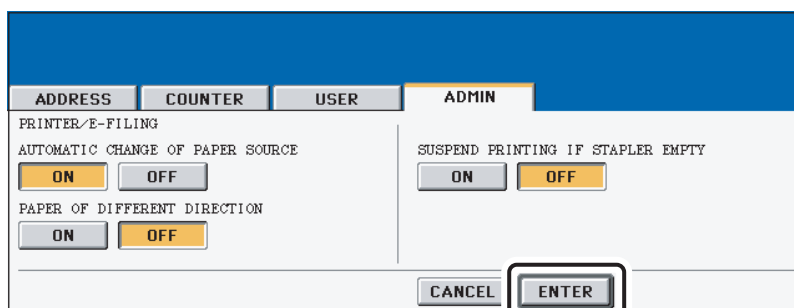 ADDRESS COUNTER USER ADMIN
PRINTER/E-FILING
AUTOMATIC CHANGE OF PAPER SOURCE
ON OFF
PAPER OF DIFFERENT DIRECTION
ON OFF
SUSPEND PRINTING IF STAPLER EMPTY
ON OFF
CANCEL ENTER